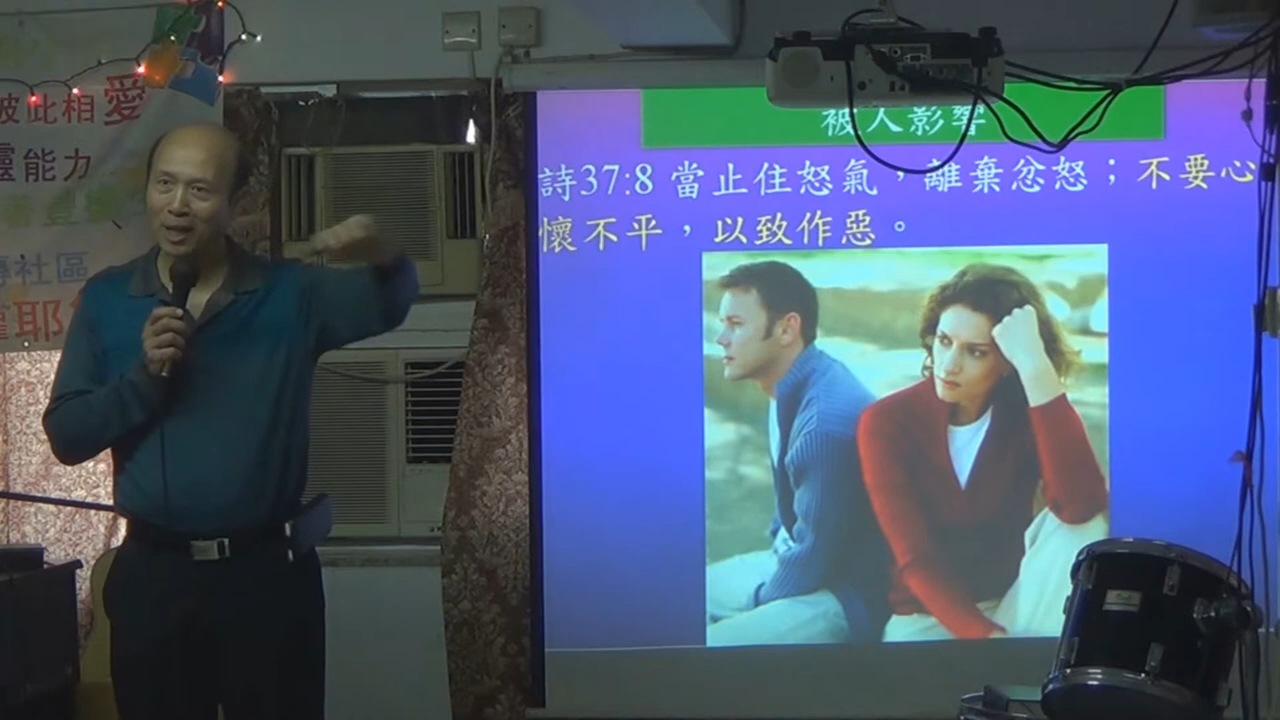 彼此相愛
靈能力
社區
耶
被人影響
詩37:8 當止住怒氣，離棄忿怒；不要心
懷不平，以致作惡。